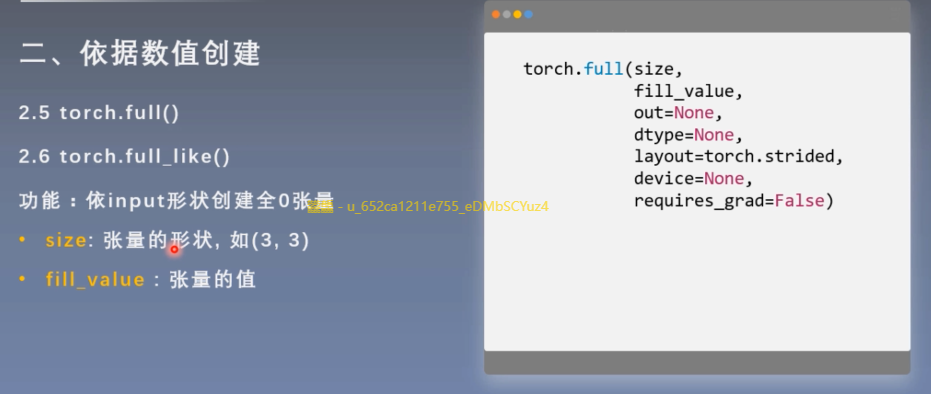 二、依据数值创建
2.5 torch.full()
2.6 torch.full_like()
功能：依input形状创建全0张量
• size: 张量的形状, 如(3, 3)
• fill_value : 张量的值
- u_652ca1211e755_eDMbSCYuz4
torch.full(size,
fill_value,
out=None,
dtype=None,
layout=torch.strided,
device=None,
requires_grad=False)